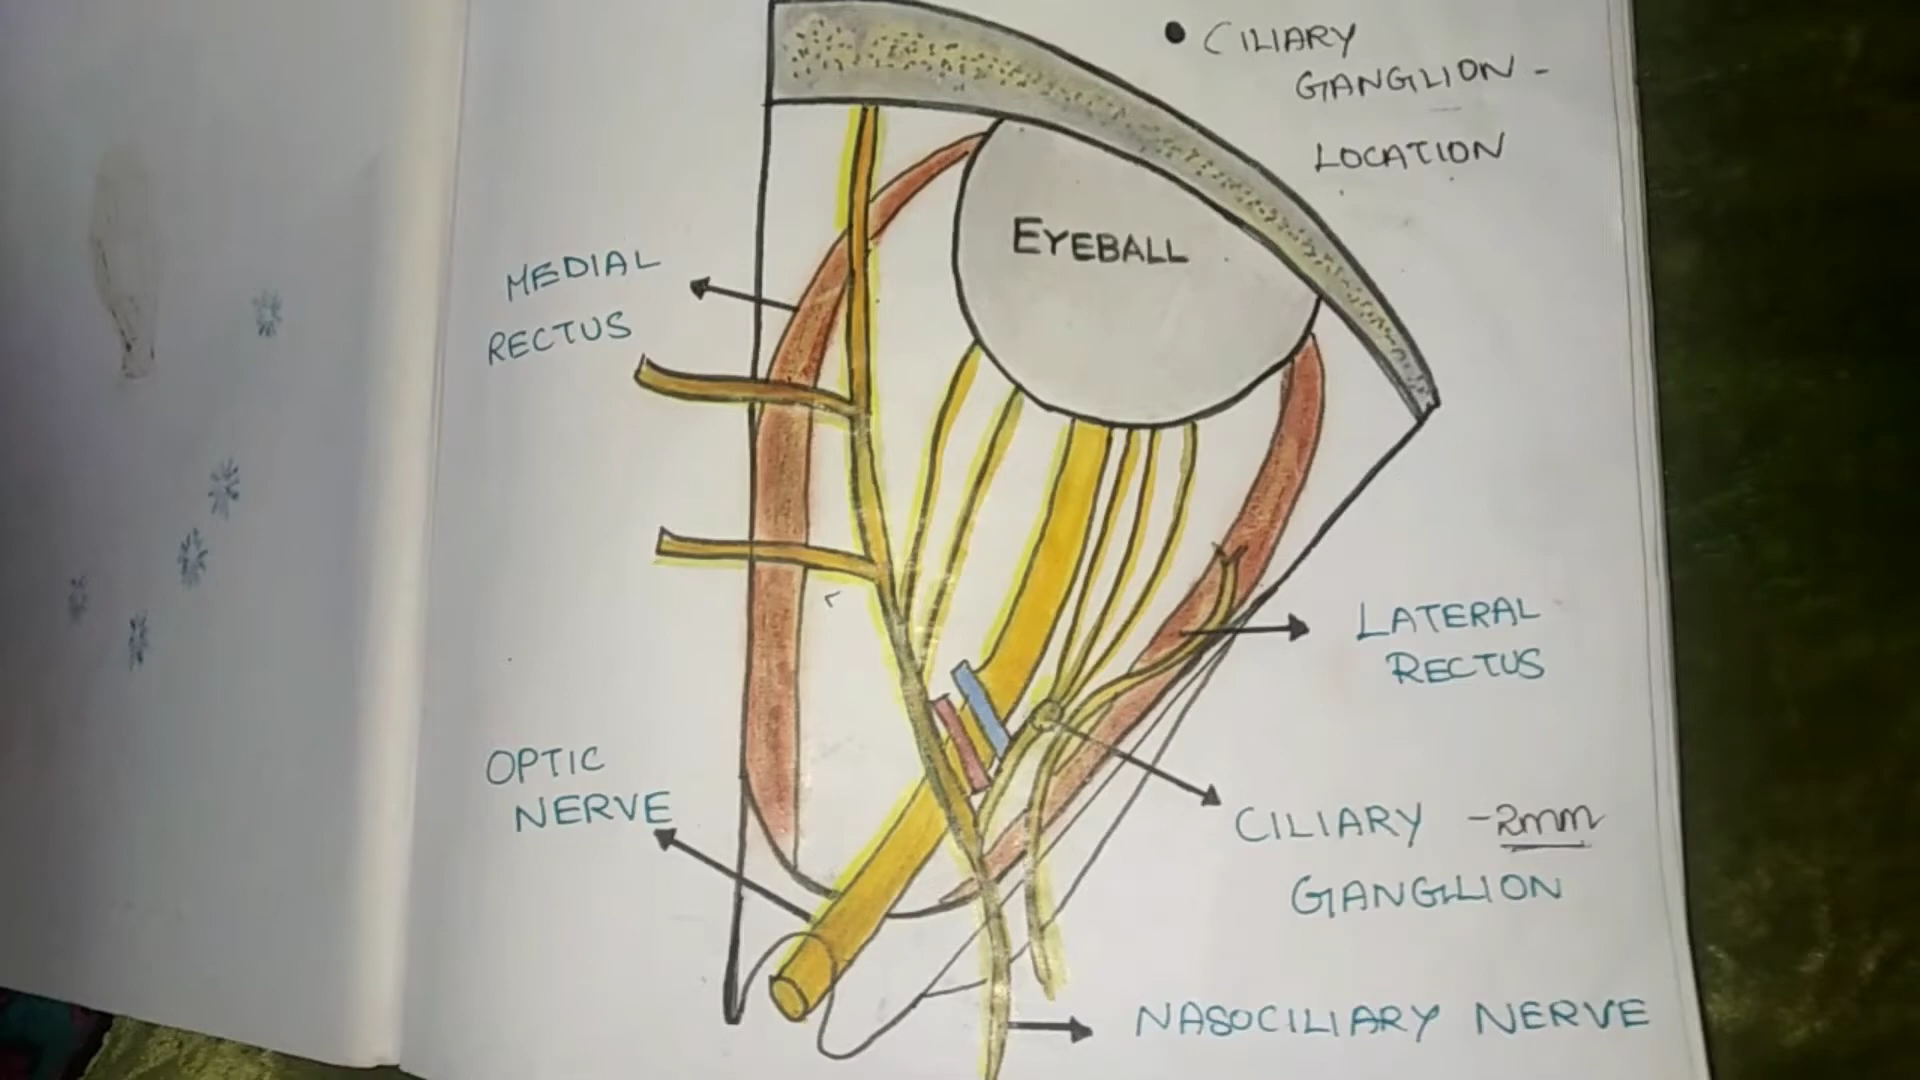 • CILIARY
GANGLION -
LOCATION
EYEBALL
MEDIAL
RECTUS
LATERAL
RECTUS
OPTIC
NERVE
CILIARY - 2mm
GANGLION
NASOCILIARY NERVE